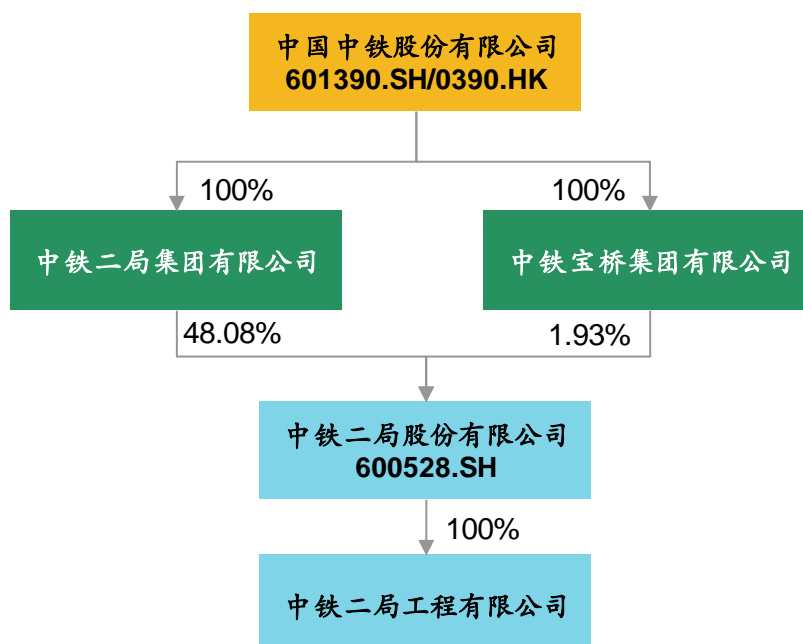 中国中铁股份有限公司
601390.SH/0390.HK
100%
100%
中铁二局集团有限公司
中铁宝桥集团有限公司
48.08%
1.93%
中铁二局股份有限公司
600528.SH
100%
中铁二局工程有限公司